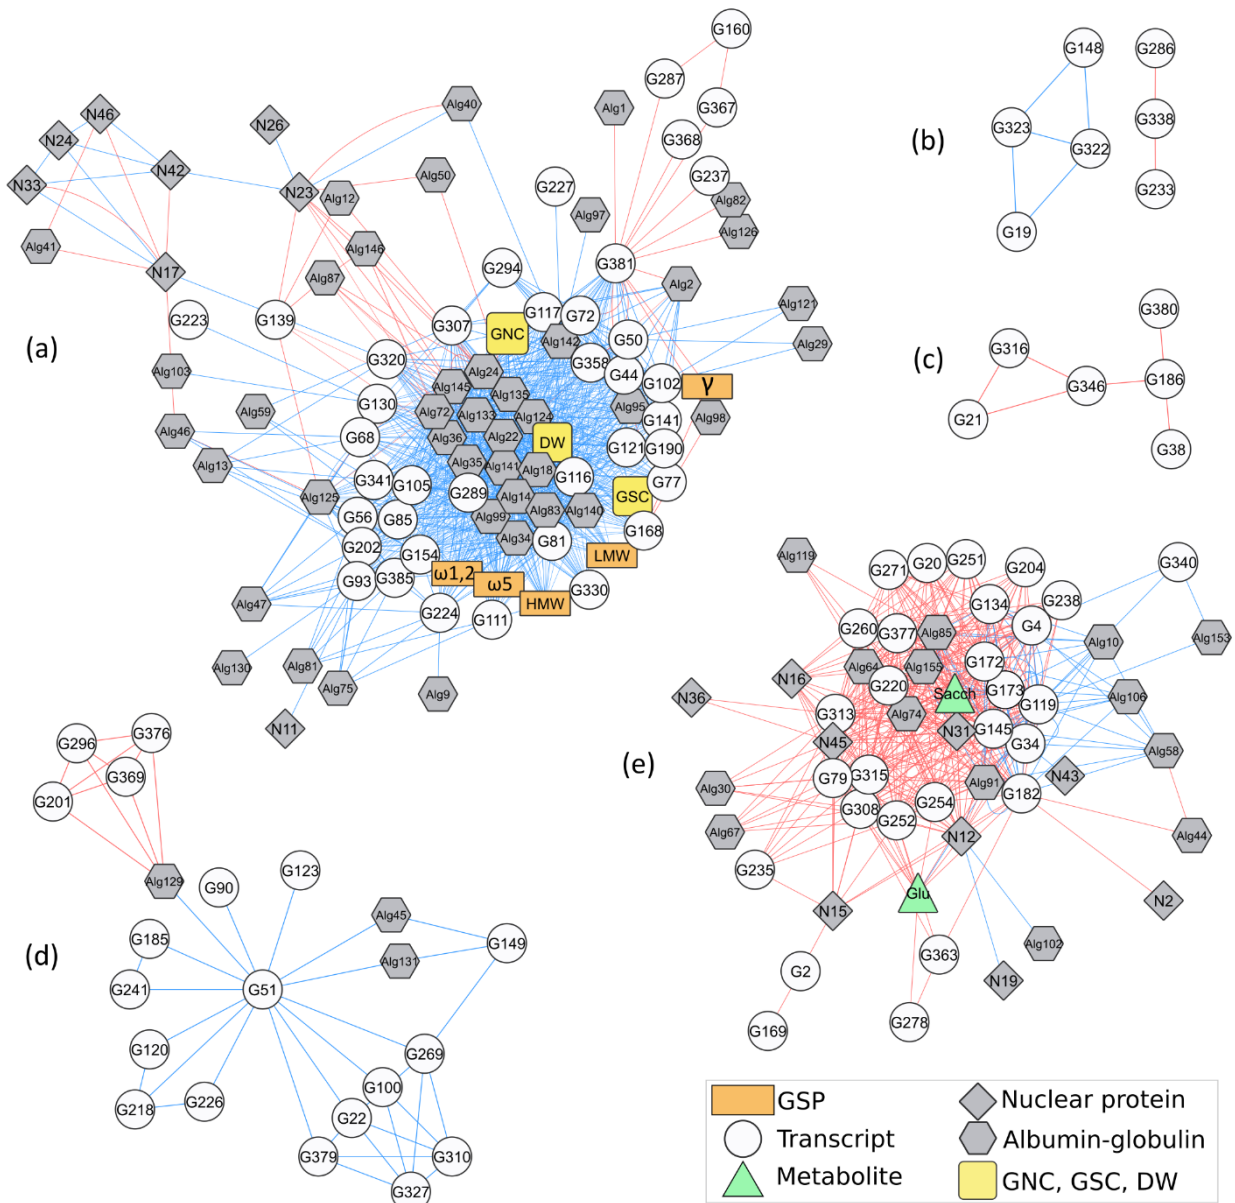 G160
G148
G286
G287
N46
Alg40
Alg1
G367
N26
N24
G368
(b)
G323
G338
G322
N42
Alg50
G237
N33
N23
Alg12
G227
Alg82
G233
Alg97
Alg126
G19
Alg41
Alg146
N17
Alg87
G294
G381
Alg2
Alg121
G380
G223
G139
G307
GNC
G117
G72
G50
Alg29
(a)
Alg142
G316
(c)
G320
G358
Alg103
Alg24
G44
G102
γ
G346
G186
Alg145
Alg135
Alg59
G130
Alg72
Alg133
Alg124
Alg95
Alg98
G21
G141
Alg46
G68
Alg36
Alg22
DW
G121
G190
G38
Alg13
Alg35
Alg141
Alg18
G341
G105
G116
G77
Alg125
G289
Alg14
GSC
G56
G85
Alg99
Alg83
Alg140
G168
G202
Alg34
G81
G154
LMW
Alg119
G271
G20
G251
G204
G340
G93
G385
ω1,2
ω5
G330
Alg47
HMW
G134
G238
G224
G111
G260
G377
Alg85
G4
Alg10
Alg153
Alg130
Alg81
Alg64
Alg155
G172
Alg75
Alg9
N16
G220
Sacch
G173
Alg106
N36
G119
N11
G313
Alg74
G376
G296
N45
N31
G145
G34
Alg58
(e)
G369
G79
G315
N43
G201
Alg30
Alg91
G182
G308
G254
Alg67
G252
N12
Alg44
G123
Alg129
G90
G235
Glu
N2
N15
Alg45
G185
G149
Alg102
(d)
Alg131
G363
G2
G51
N19
G241
G169
G278
G120
G269
G100
G218
G226
G22
GSP
Nuclear protein
G379
G310
Transcript
Albumin-globulin
G327
Metabolite
GNC, GSC, DW